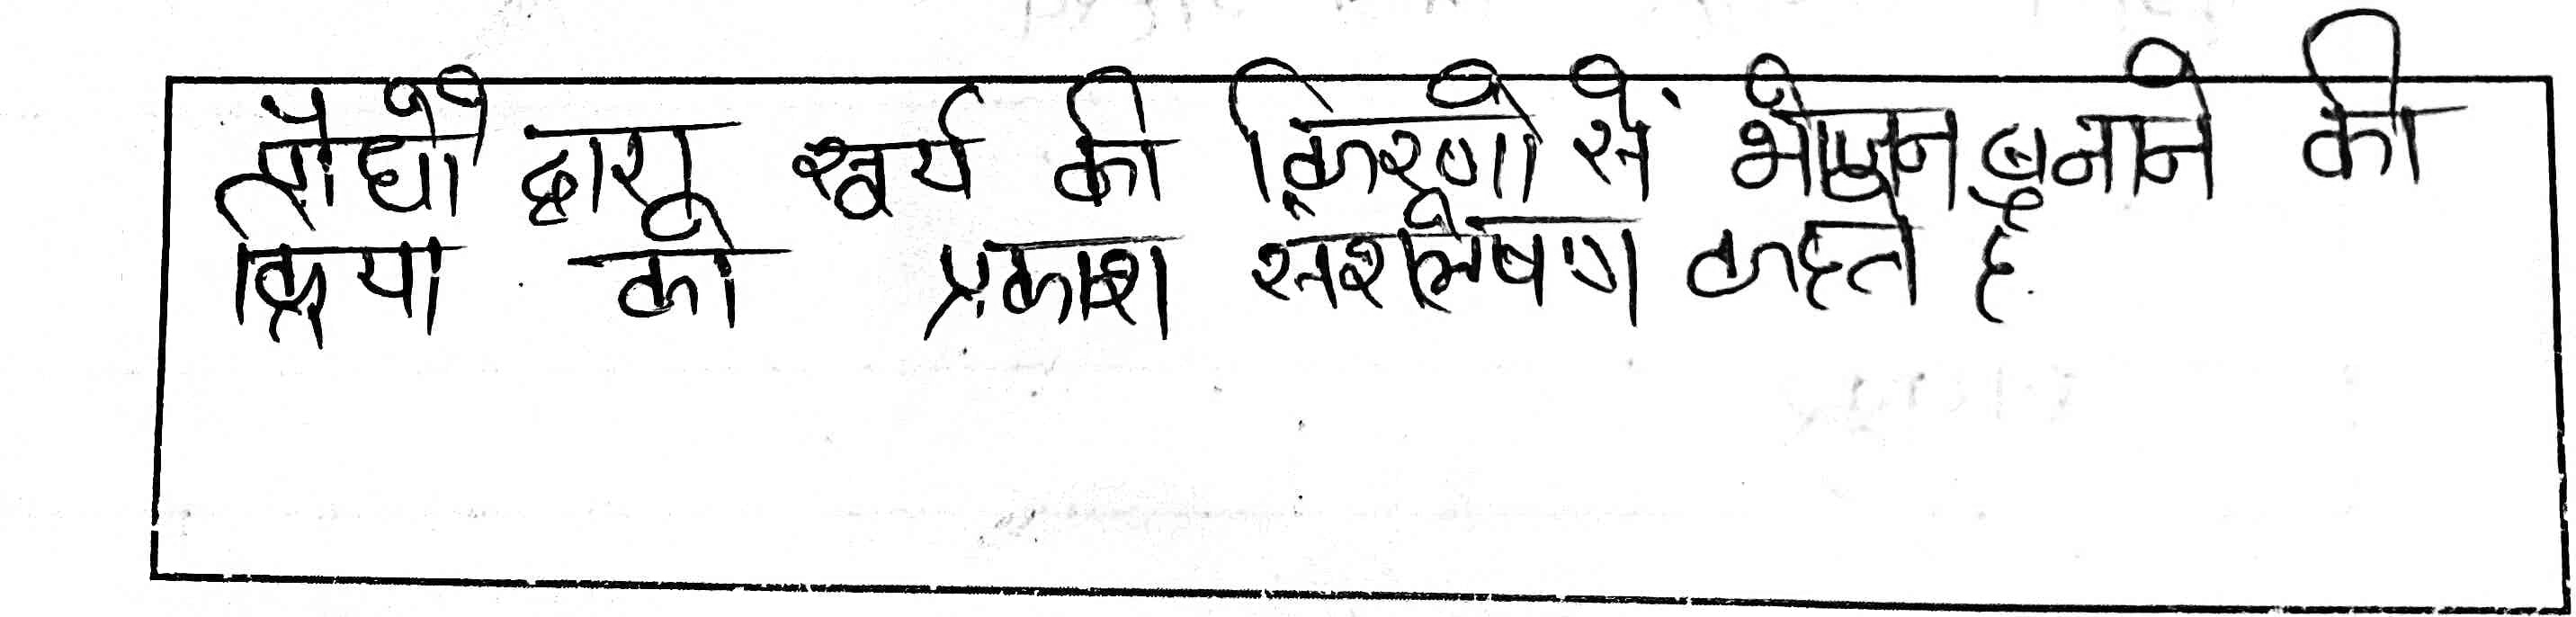 पौधों द्वारा सूर्य की किरणों से भोजन बनाने की
क्रिया को प्रकाश संश्लेषण कहते हैं